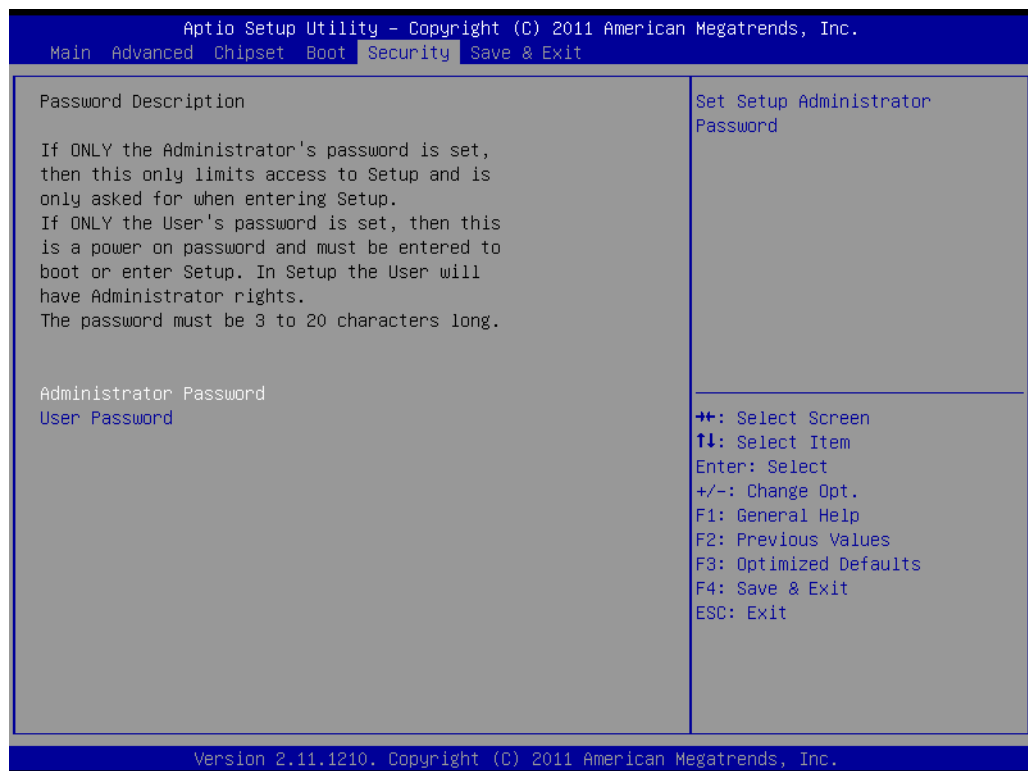 Aptio Setup Utility – Copyright (C) 2011 American Megatrends, Inc.
Main Advanced Chipset Boot Security Save & Exit
Password Description
If ONLY the Administrator's password is set,
then this only limits access to Setup and is
only asked for when entering Setup.
If ONLY the User's password is set, then this
is a power on password and must be entered to
boot or enter Setup. In Setup the User will
have Administrator rights.
The password must be 3 to 20 characters long.
Administrator Password
User Password
Set Setup Administrator
Password
→←: Select Screen
↑↓: Select Item
Enter: Select
+/-: Change Opt.
F1: General Help
F2: Previous Values
F3: Optimized Defaults
F4: Save & Exit
ESC: Exit
Version 2.11.1210. Copyright (C) 2011 American Megatrends, Inc.